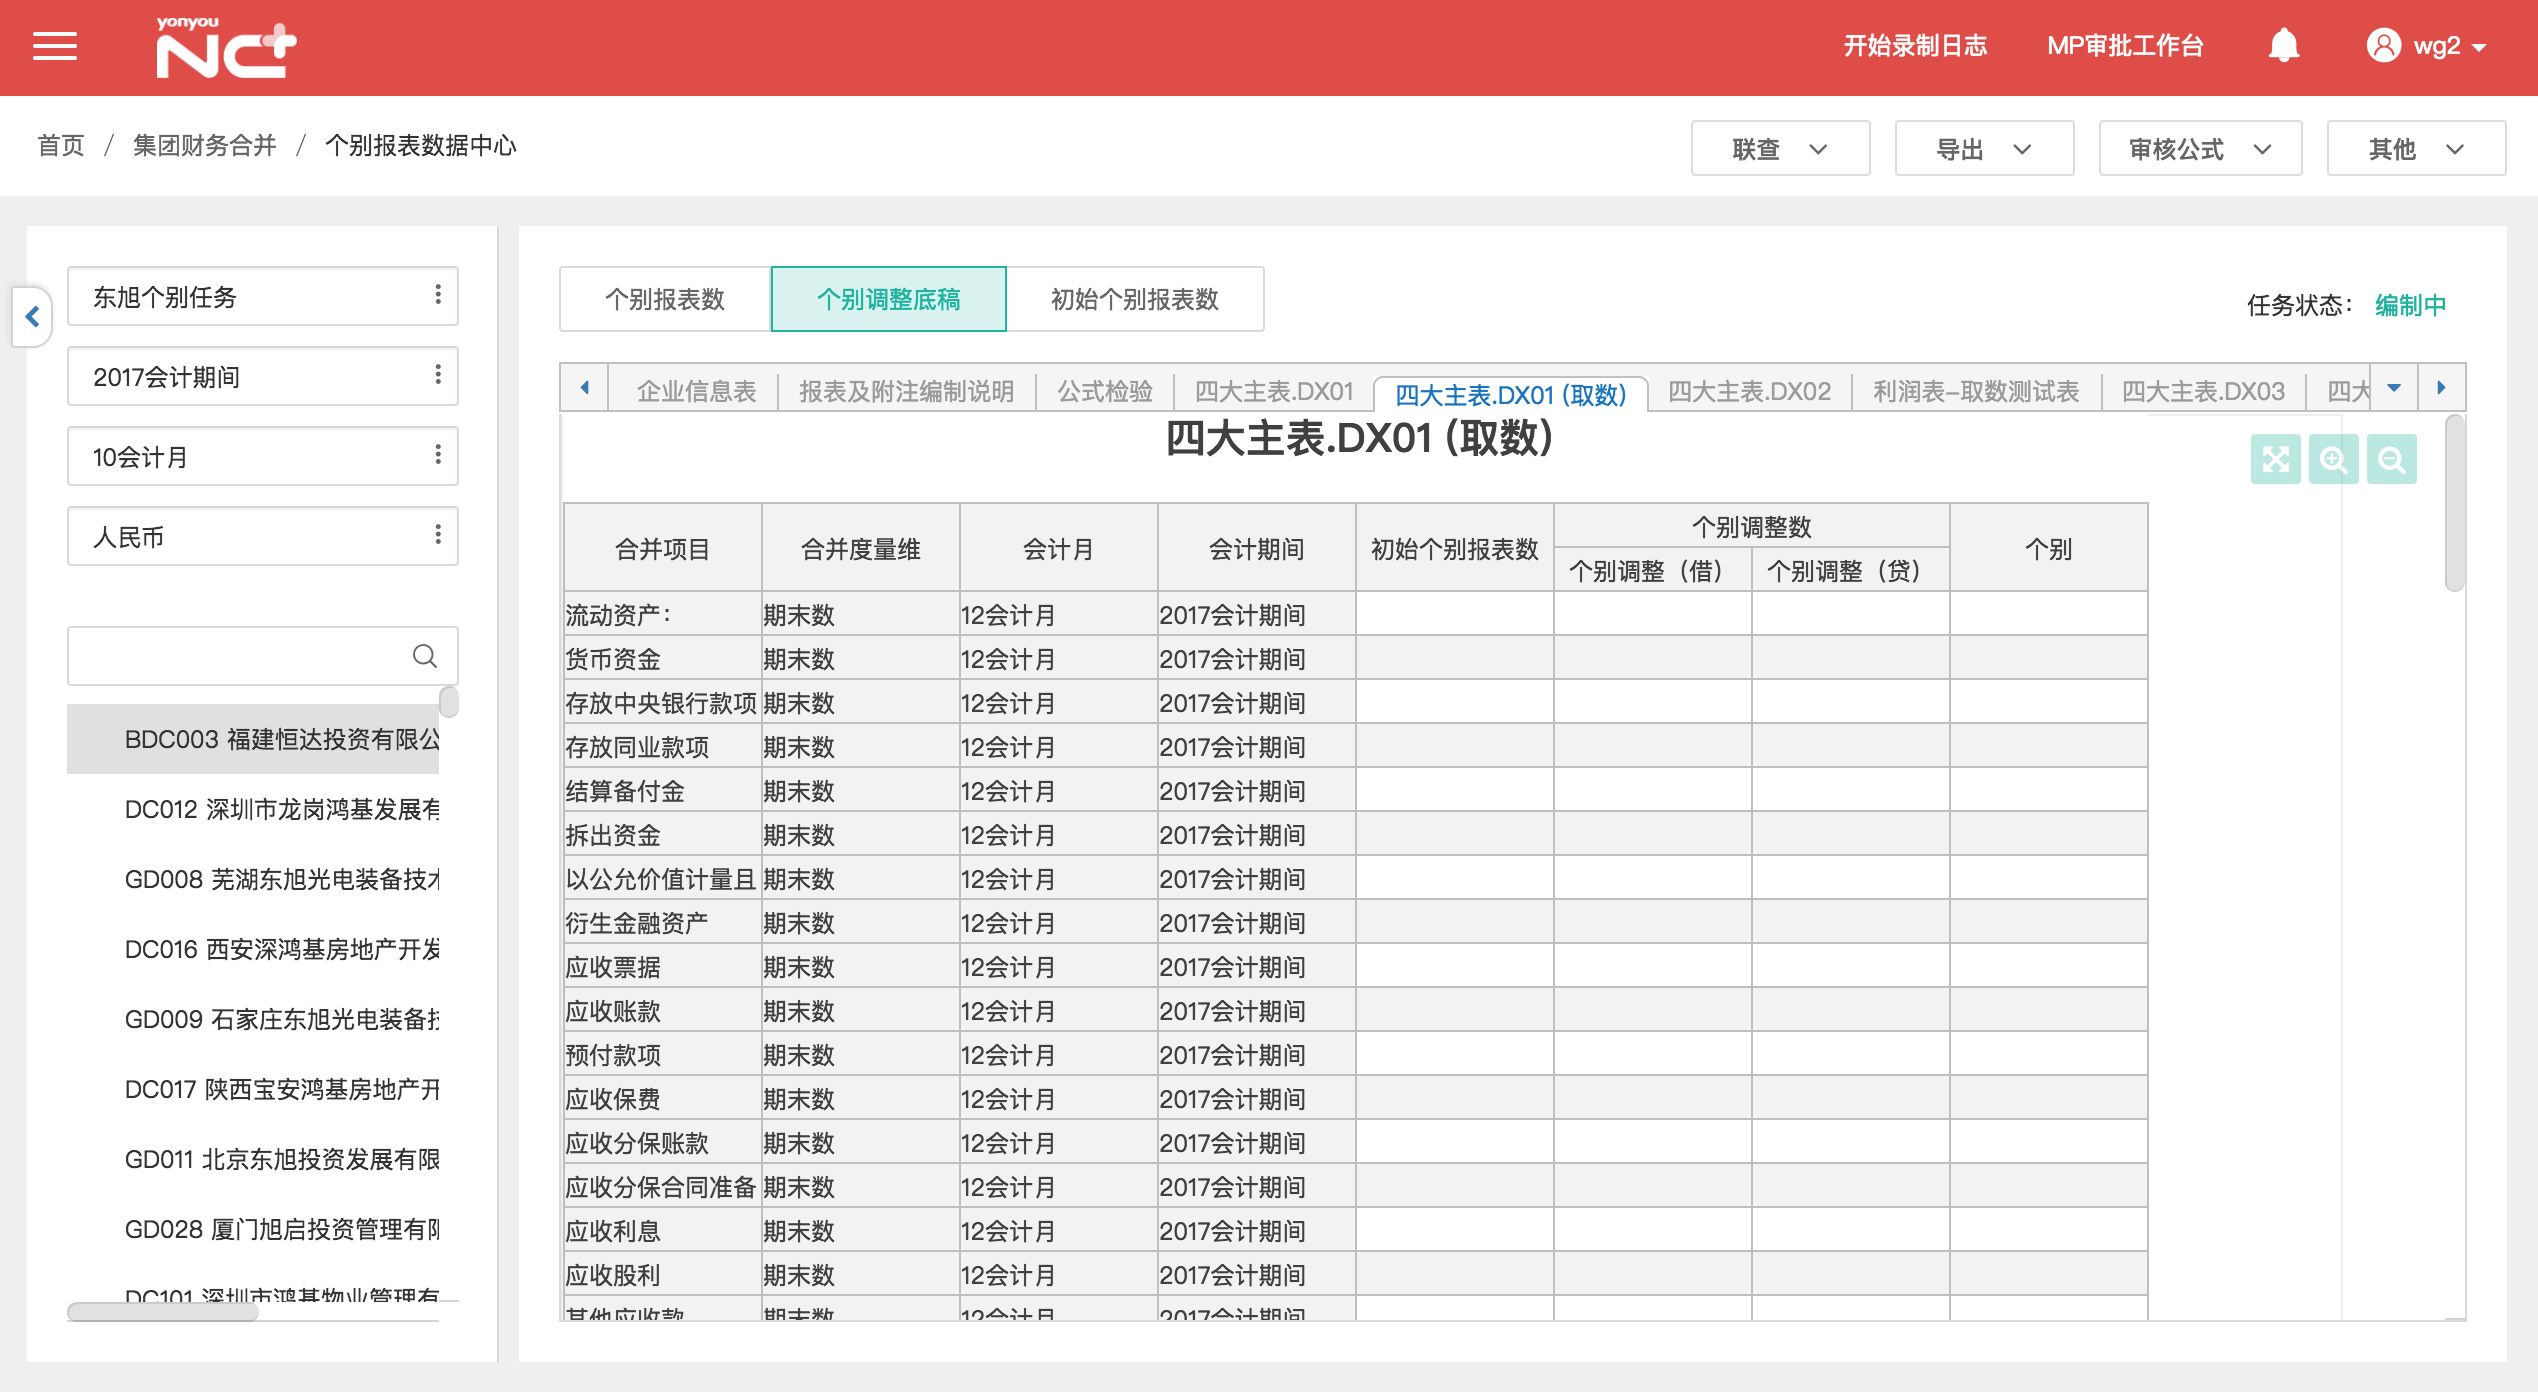 yonyou
NC+
开始录制日志 MP审批工作台 wg2
首页 / 集团财务合并 / 个别报表数据中心
联查 导出 审核公式 其他
东旭个别任务
2017会计期间
10会计月
人民币
BDC003 福建恒达投资有限公
DC012 深圳市龙岗鸿基发展有
GD008 芜湖东旭光电装备技术
DC016 西安深鸿基房地产开发
GD009 石家庄东旭光电装备技
DC017 陕西宝安鸿基房地产开
GD011 北京东旭投资发展有限
GD028 厦门旭启投资管理有限
DC101 深圳市鸿基物业管理有
个别报表数 个别调整底稿 初始个别报表数
任务状态： 编制中
企业信息表 报表及附注编制说明 公式检验 四大主表.DX01 四大主表.DX01 (取数) 四大主表.DX02 利润表-取数测试表 四大主表.DX03 四大
四大主表.DX01 (取数)
合并项目 合并度量维 会计月 会计期间 初始个别报表数 个别调整数 个别
个别调整（借） 个别调整（贷）
流动资产： 期末数 12会计月 2017会计期间
货币资金 期末数 12会计月 2017会计期间
存放中央银行款项 期末数 12会计月 2017会计期间
存放同业款项 期末数 12会计月 2017会计期间
结算备付金 期末数 12会计月 2017会计期间
拆出资金 期末数 12会计月 2017会计期间
以公允价值计量且 期末数 12会计月 2017会计期间
衍生金融资产 期末数 12会计月 2017会计期间
应收票据 期末数 12会计月 2017会计期间
应收账款 期末数 12会计月 2017会计期间
预付款项 期末数 12会计月 2017会计期间
应收保费 期末数 12会计月 2017会计期间
应收分保账款 期末数 12会计月 2017会计期间
应收分保合同准备 期末数 12会计月 2017会计期间
应收利息 期末数 12会计月 2017会计期间
应收股利 期末数 12会计月 2017会计期间
其他应收款 期末数 12会计月 2017会计期间